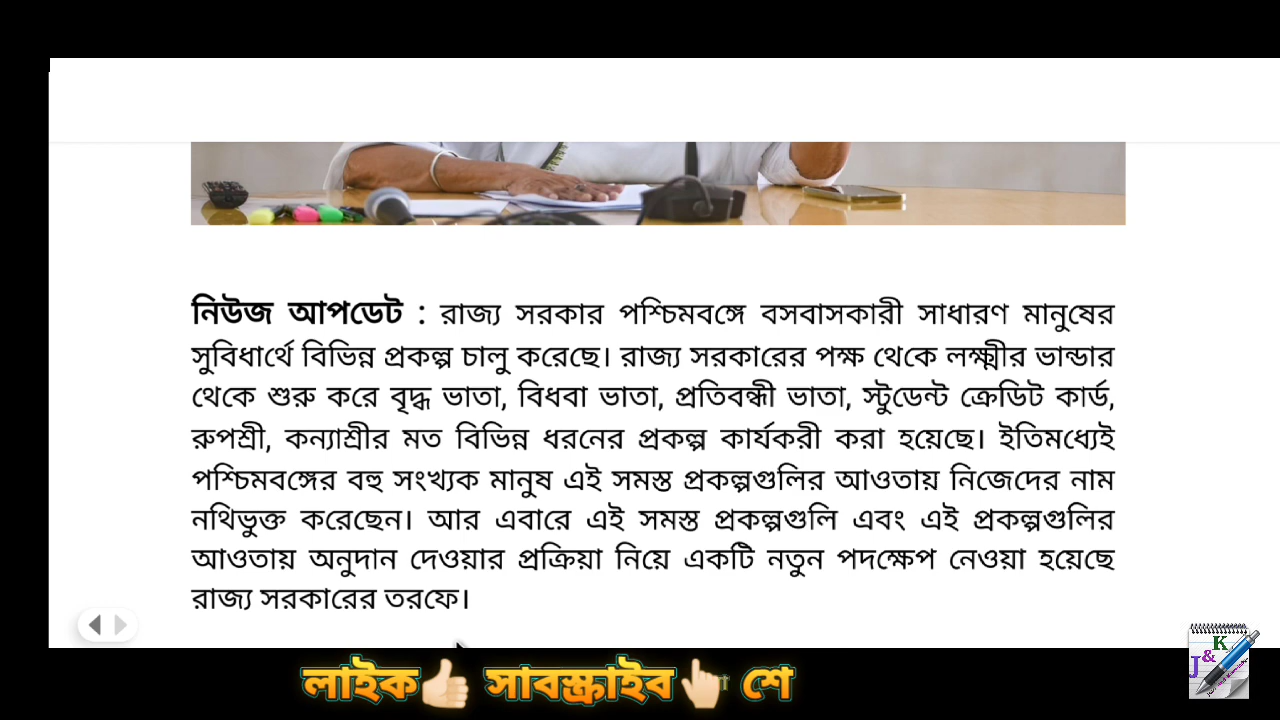 নিউজ আপডেট : রাজ্য সরকার পশ্চিমবঙ্গে বসবাসকারী সাধারণ মানুষের
সুবিধার্থে বিভিন্ন প্রকল্প চালু করেছে। রাজ্য সরকারের পক্ষ থেকে লক্ষ্মীর ভান্ডার
থেকে শুরু করে বৃদ্ধ ভাতা, বিধবা ভাতা, প্রতিবন্ধী ভাতা, স্টুডেন্ট ক্রেডিট কার্ড,
রুপশ্রী, কন্যাশ্রীর মত বিভিন্ন ধরনের প্রকল্প কার্যকরী করা হয়েছে। ইতিমধ্যেই
পশ্চিমবঙ্গের বহু সংখ্যক মানুষ এই সমস্ত প্রকল্পগুলির আওতায় নিজেদের নাম
নথিভুক্ত করেছেন। আর এবারে এই সমস্ত প্রকল্পগুলি এবং এই প্রকল্পগুলির
আওতায় অনুদান দেওয়ার প্রক্রিয়া নিয়ে একটি নতুন পদক্ষেপ নেওয়া হয়েছে
রাজ্য সরকারের তরফে।
লাইক সাবস্ক্রাইব শে
J&K